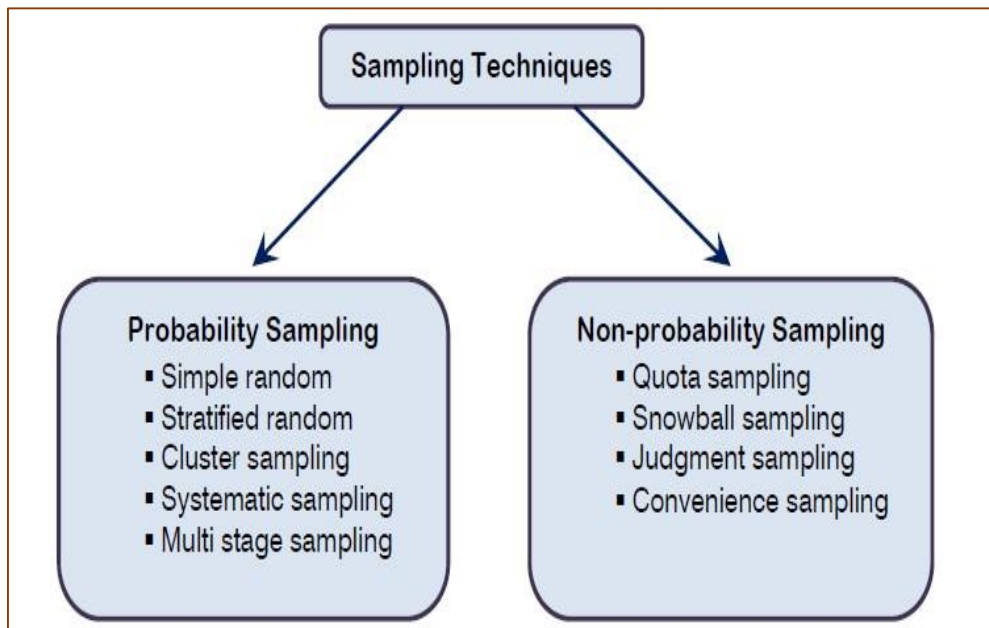 Sampling Techniques
Probability Sampling
▪ Simple random
▪ Stratified random
▪ Cluster sampling
▪ Systematic sampling
▪ Multi stage sampling
Non-probability Sampling
▪ Quota sampling
▪ Snowball sampling
▪ Judgment sampling
▪ Convenience sampling